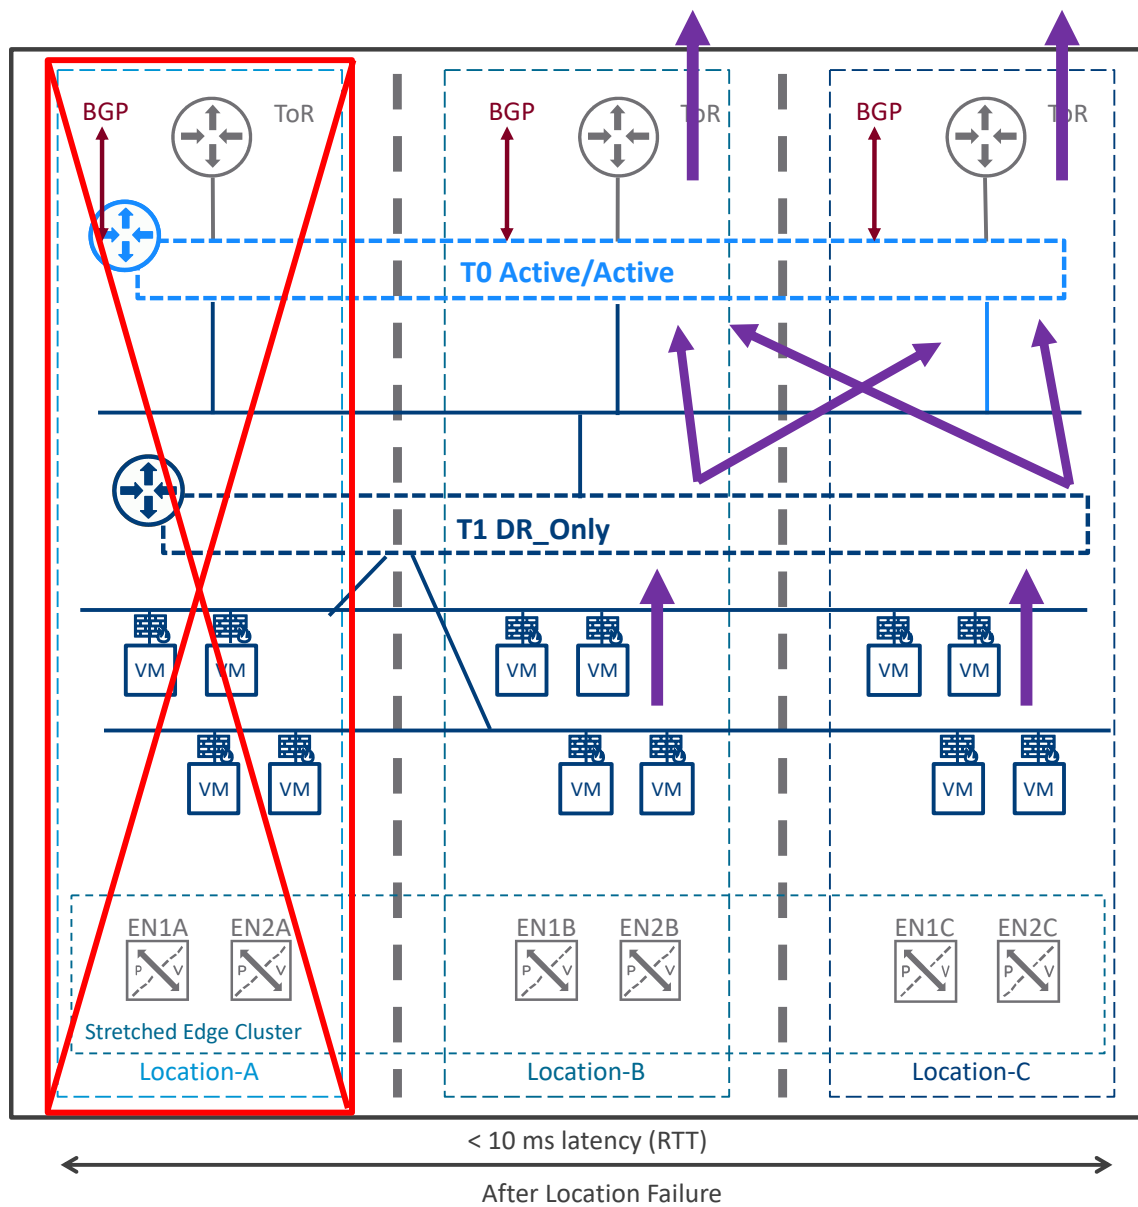 BGP ToR BGP ToR BGP ToR
T0 Active/Active
T1 DR_Only
VM VM VM VM VM VM
VM VM VM VM VM VM
EN1A EN2A EN1B EN2B EN1C EN2C
P V P V P V P V P V P V
Stretched Edge Cluster
Location-A Location-B Location-C
< 10 ms latency (RTT)
After Location Failure